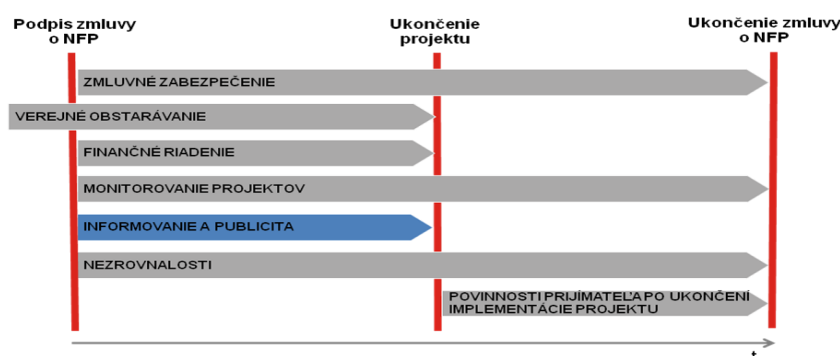 Podpis zmluvy
o NFP
Ukončenie
projektu
Ukončenie zmluvy
o NFP
ZMLUVNÉ ZABEZPEČENIE
VEREJNÉ OBSTARÁVANIE
FINANČNÉ RIADENIE
MONITOROVANIE PROJEKTOV
INFORMOVANIE A PUBLICITA
NEZROVNALOSTI
POVINNOSTI PRIJÍMATEĽA PO UKONČENÍ
IMPLEMENTÁCIE PROJEKTU
t